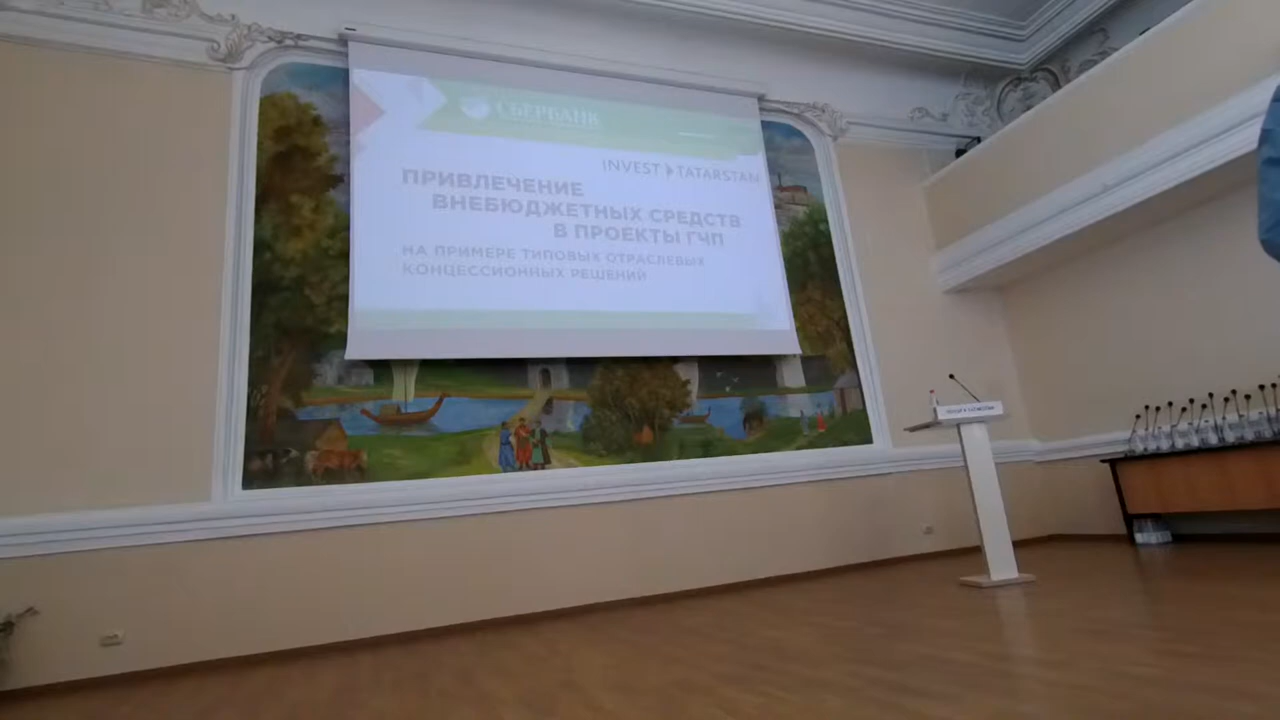 СБЕРБАНК
INVEST TATARSTAN
ПРИВЛЕЧЕНИЕ
ВНЕБЮДЖЕТНЫХ СРЕДСТВ
В ПРОЕКТЫ ГЧП
НА ПРИМЕРЕ ТИПОВЫХ ОТРАСЛЕВЫХ
КОНЦЕССИОННЫХ РЕШЕНИЙ